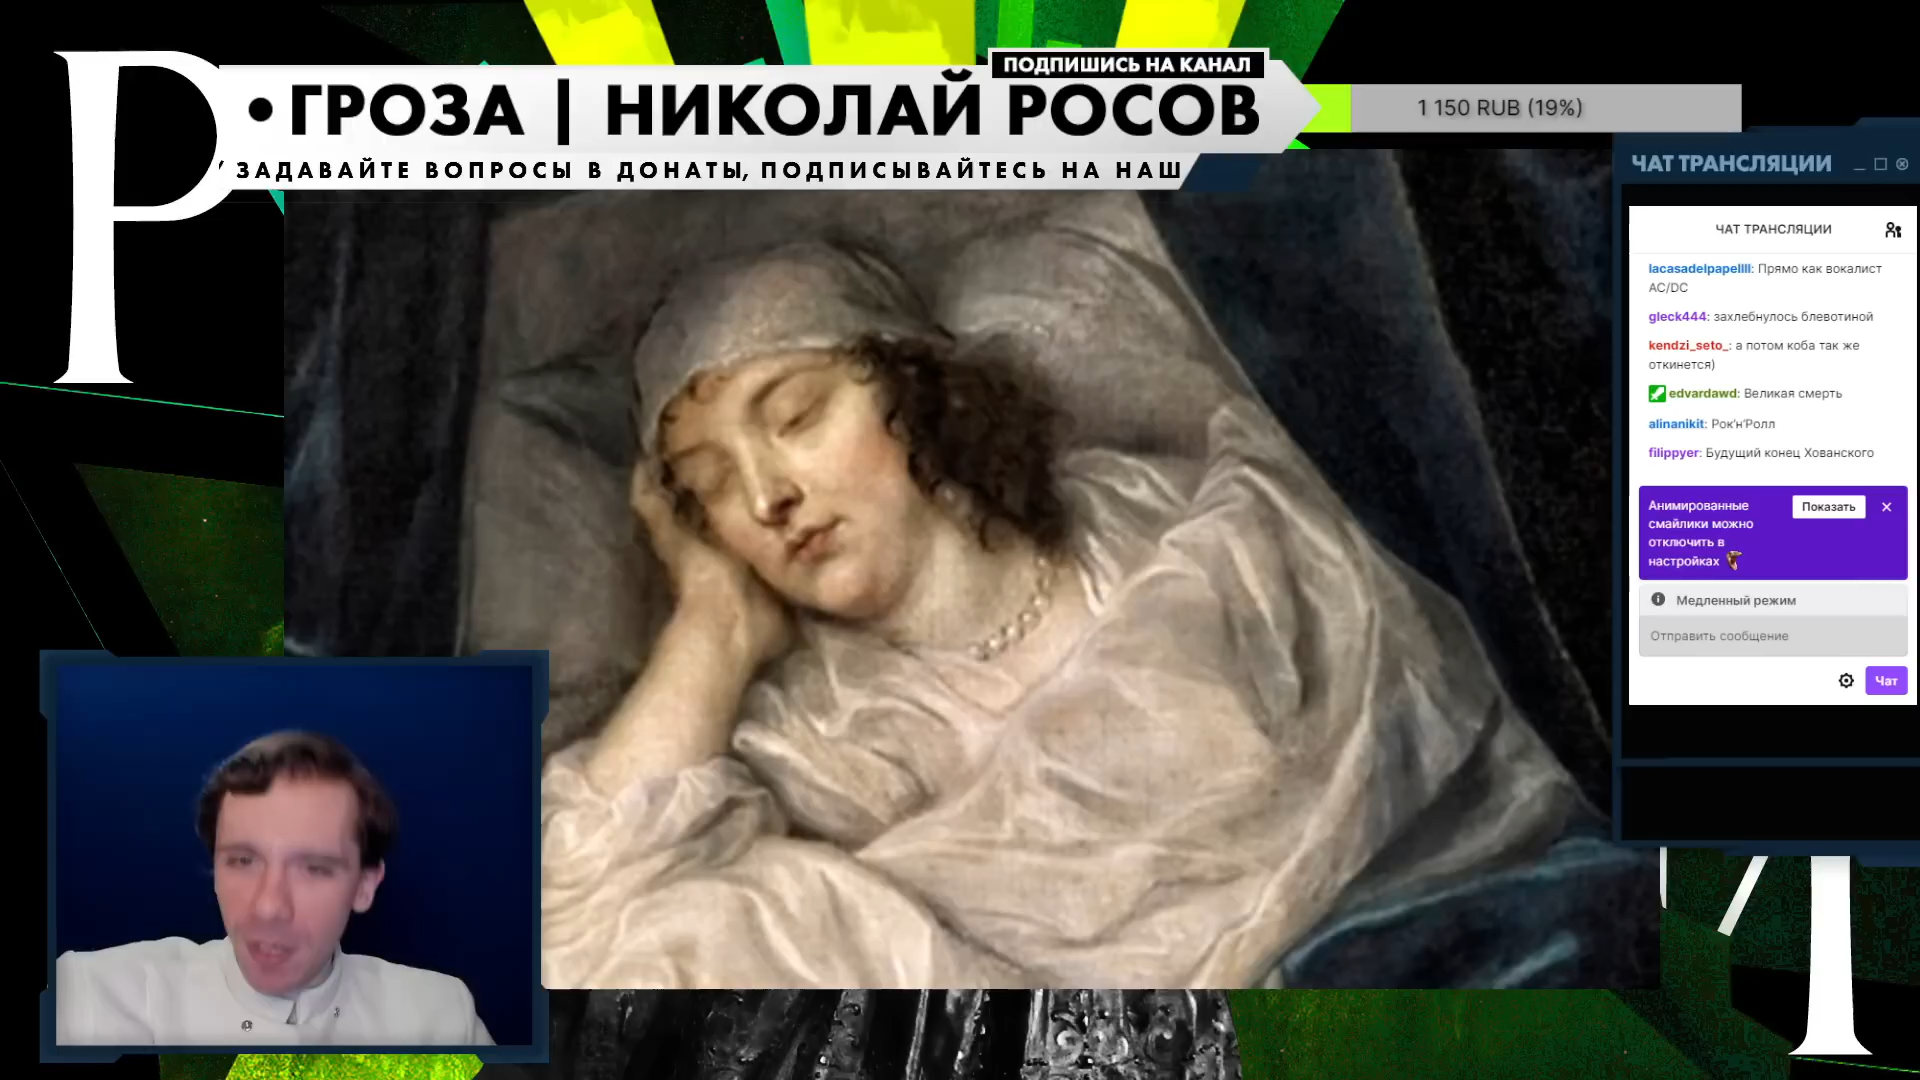 Р
ПОДПИШИСЬ НА КАНАЛ
• ГРОЗА | НИКОЛАЙ РОСОВ
1 150 RUB (19%)
ЗАДАВАЙТЕ ВОПРОСЫ В ДОНАТЫ, ПОДПИСЫВАЙТЕСЬ НА НАШ
ЧАТ ТРАНСЛЯЦИИ
ЧАТ ТРАНСЛЯЦИИ
lacasadelpapellll: Прямо как вокалист
AC/DC
gleck444: захлебнулось блевотиной
kendzi_seto_: а потом коба так же
откинется)
edvardawd: Великая смерть
alinanikit: Рок'н'Ролл
filippyer: Будущий конец Хованского
Анимированные
смайлики можно
отключить в
настройках
Показать
Медленный режим
Отправить сообщение
Чат